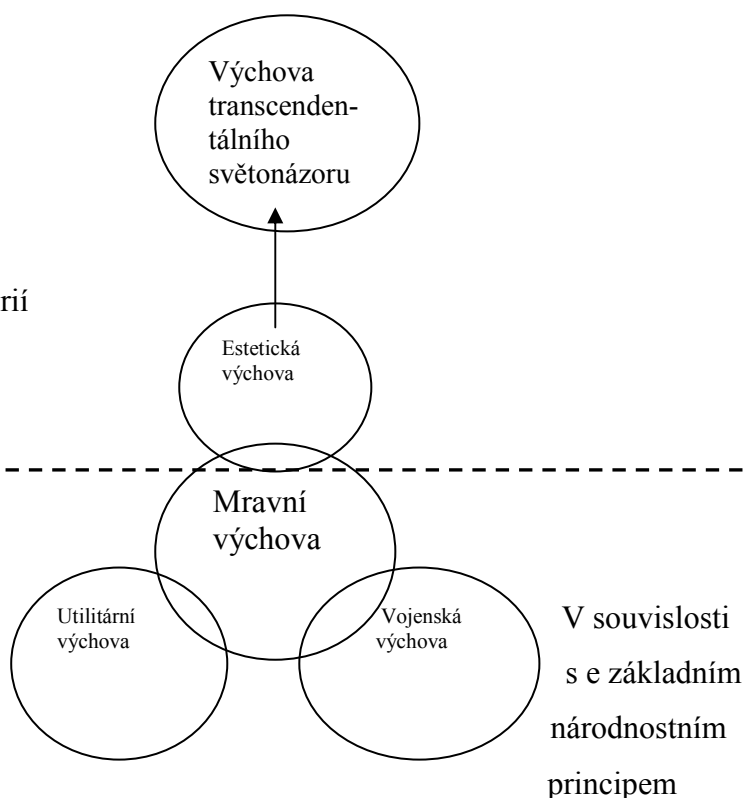 Výchova
transcenden-
tálního
světonázoru
rií
Estetická
výchova
Mravní
výchova
Utilitární
výchova
Vojenská
výchova
V souvislosti
s e základním
národnostním
principem